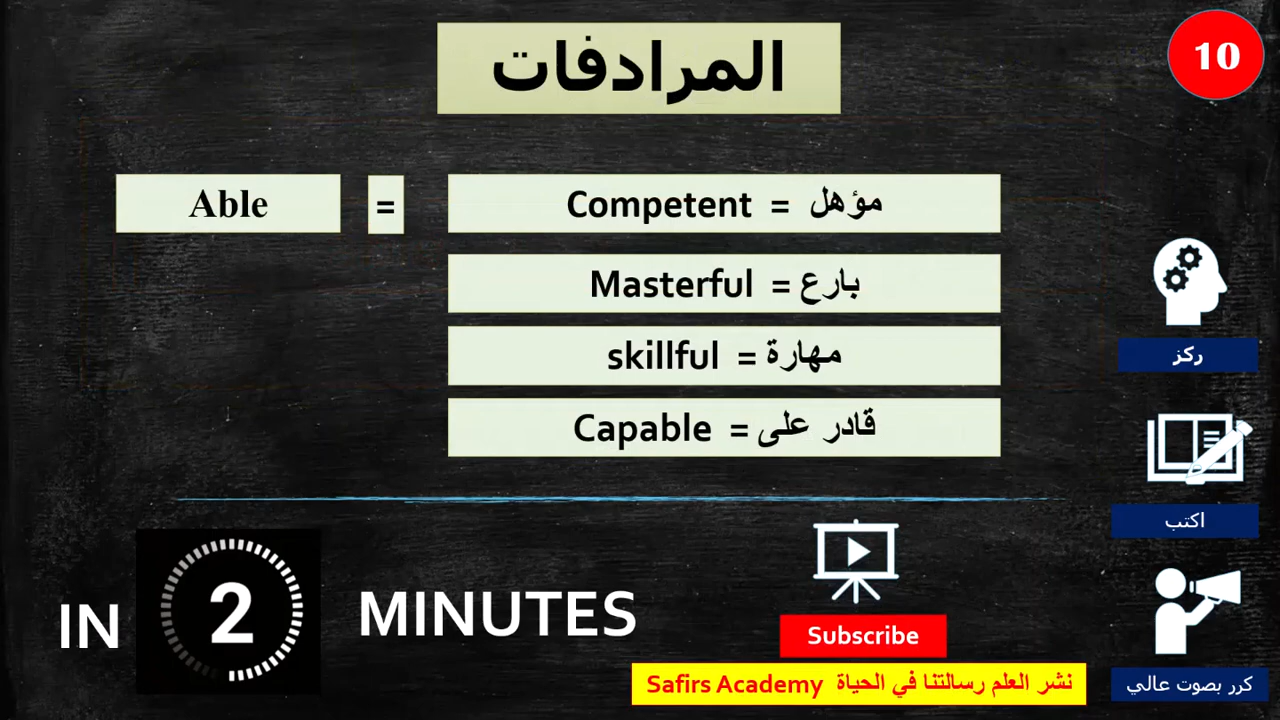 المرادفات
10
Able = Competent = مؤهل
Masterful = بارع
skillful = مهارة
Capable = قادر على
ركز
اكتب
IN 2 MINUTES
Subscribe
Safirs Academy نشر العلم رسالتنا في الحياة
كرر بصوت عالي